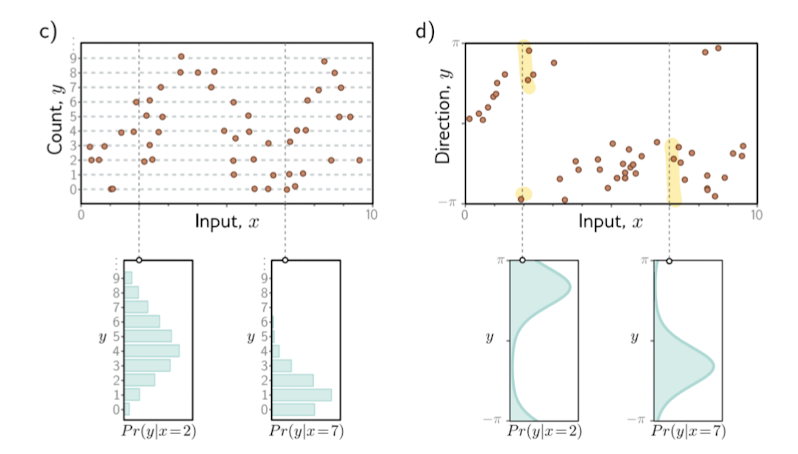 c)
Count, y
9
8
7
6
5
4
3
2
1
0
0
10
Input, x
9
8
7
6
5
4
3
2
1
0
y
Pr(y|x=2)
9
8
7
6
5
4
3
2
1
0
y
Pr(y|x=7)
d)
Direction, y
π
−π
0
10
Input, x
π
y
−π
Pr(y|x=2)
π
y
−π
Pr(y|x=7)